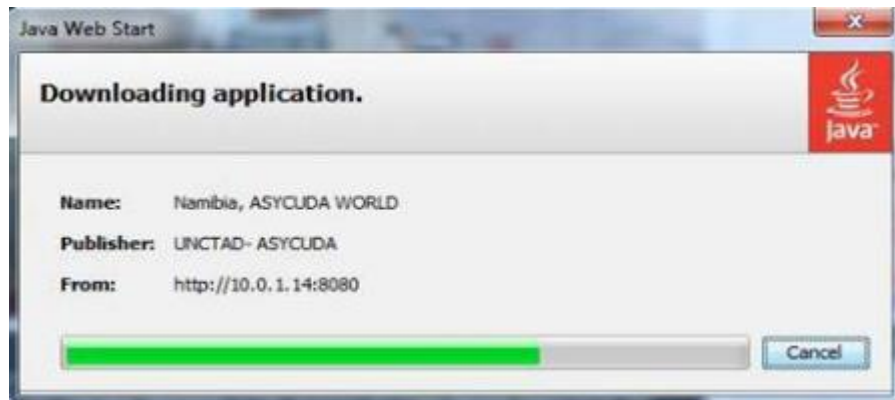 Java Web Start
Downloading application.
Java
Name: Namibia, ASYCUDA WORLD
Publisher: UNCTAD- ASYCUDA
From: http://10.0.1.14:8080
Cancel